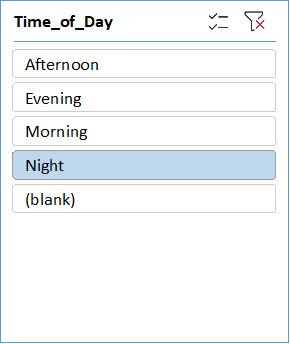 Time_of_Day
Afternoon
Evening
Morning
Night
(blank)